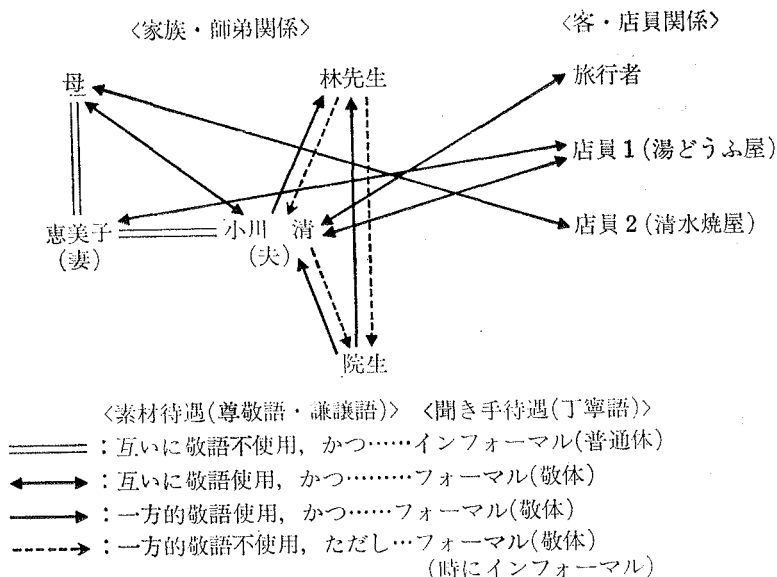 <家族・師弟関係>
<客・店員関係>
母
林先生
旅行者
店員1(湯どうふ屋)
恵美子
(妻)
小川 清
(夫)
店員2(清水焼屋)
院生
<素材待遇(尊敬語・謙譲語)> <聞き手待遇(丁寧語)>
:互いに敬語不使用,かつ……インフォーマル(普通体)
:互いに敬語使用,かつ………フォーマル(敬体)
:一方的敬語使用,かつ……フォーマル(敬体)
:一方的敬語不使用,ただし…フォーマル(敬体)
(時にインフォーマル)